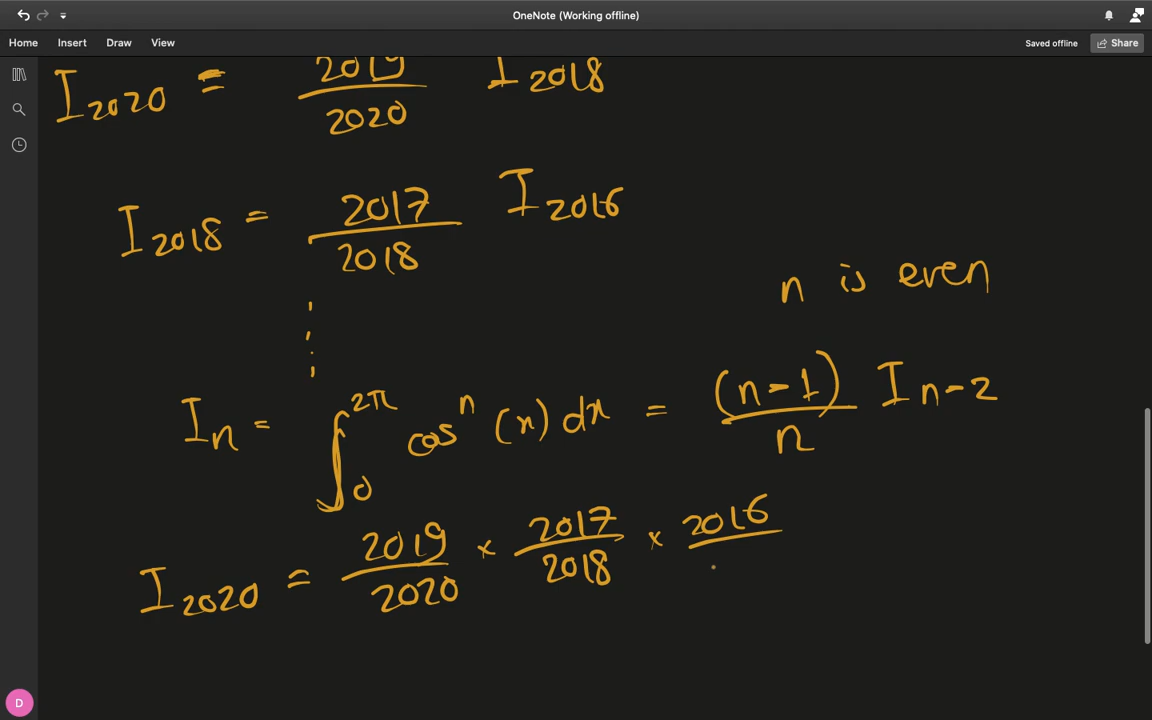 OneNote (Working offline)
Home Insert Draw View Saved offline Share
I₂₀₂₀ = 2019/2020 I₂₀₁₈
I₂₀₁₈ = 2017/2018 I₂₀₁₆
n is even
Iₙ = ∫₀^2π cosⁿ (x) dx = (n-1)/n Iₙ₋₂
I₂₀₂₀ = 2019/2020 × 2017/2018 × 2016/
D